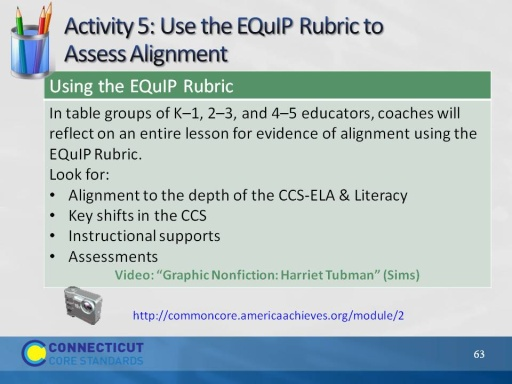 Activity 5: Use the EQuIP Rubric to
Assess Alignment
Using the EQuIP Rubric
In table groups of K–1, 2–3, and 4–5 educators, coaches will
reflect on an entire lesson for evidence of alignment using the
EQuIP Rubric.
Look for:
• Alignment to the depth of the CCS-ELA & Literacy
• Key shifts in the CCS
• Instructional supports
• Assessments
Video: “Graphic Nonfiction: Harriet Tubman” (Sims)
http://commoncore.americaachieves.org/module/2
CONNECTICUT
CORE STANDARDS
63